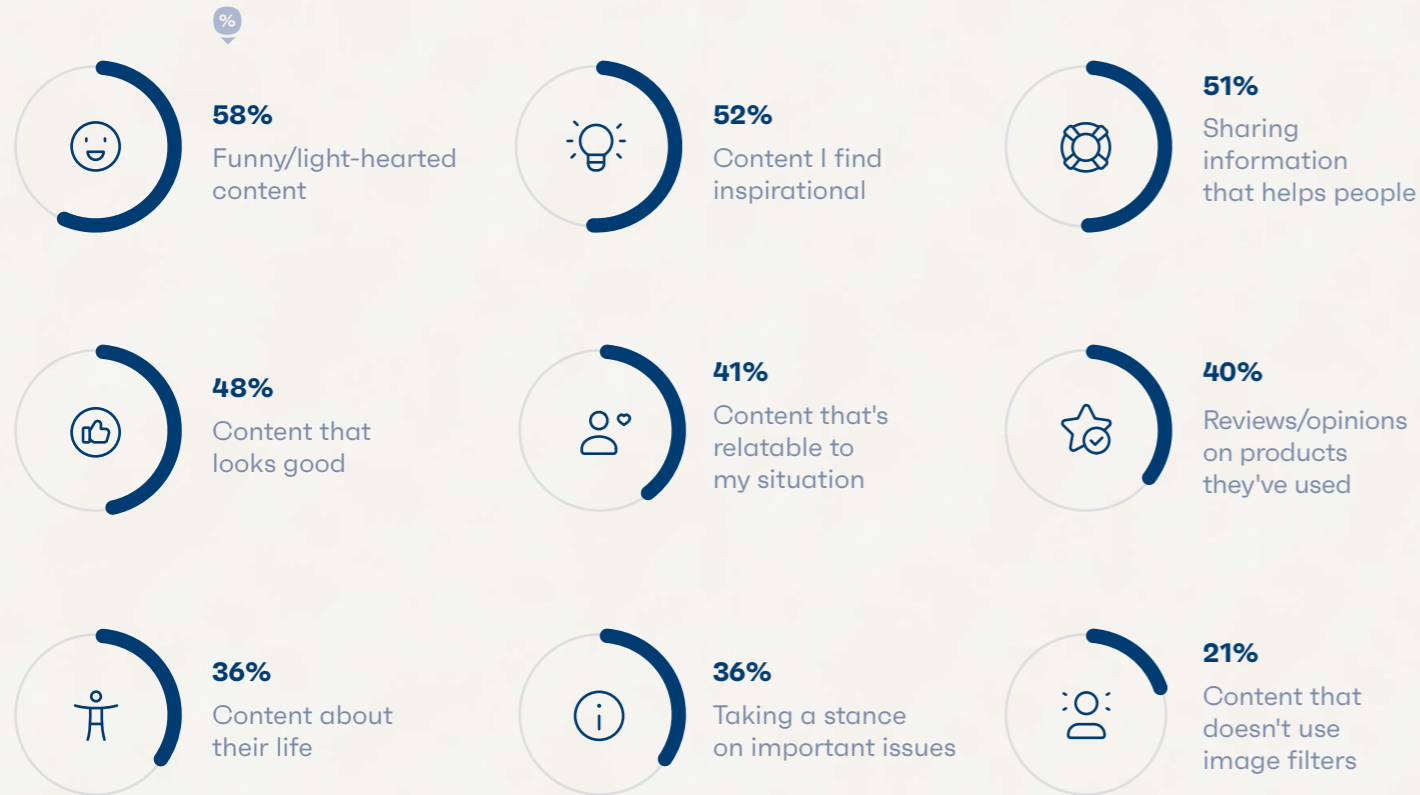 %
58%
Funny/light-hearted
content
52%
Content I find
inspirational
51%
Sharing
information
that helps people
48%
Content that
looks good
41%
Content that's
relatable to
my situation
40%
Reviews/opinions
on products
they've used
36%
Content about
their life
36%
Taking a stance
on important issues
21%
Content that
doesn't use
image filters